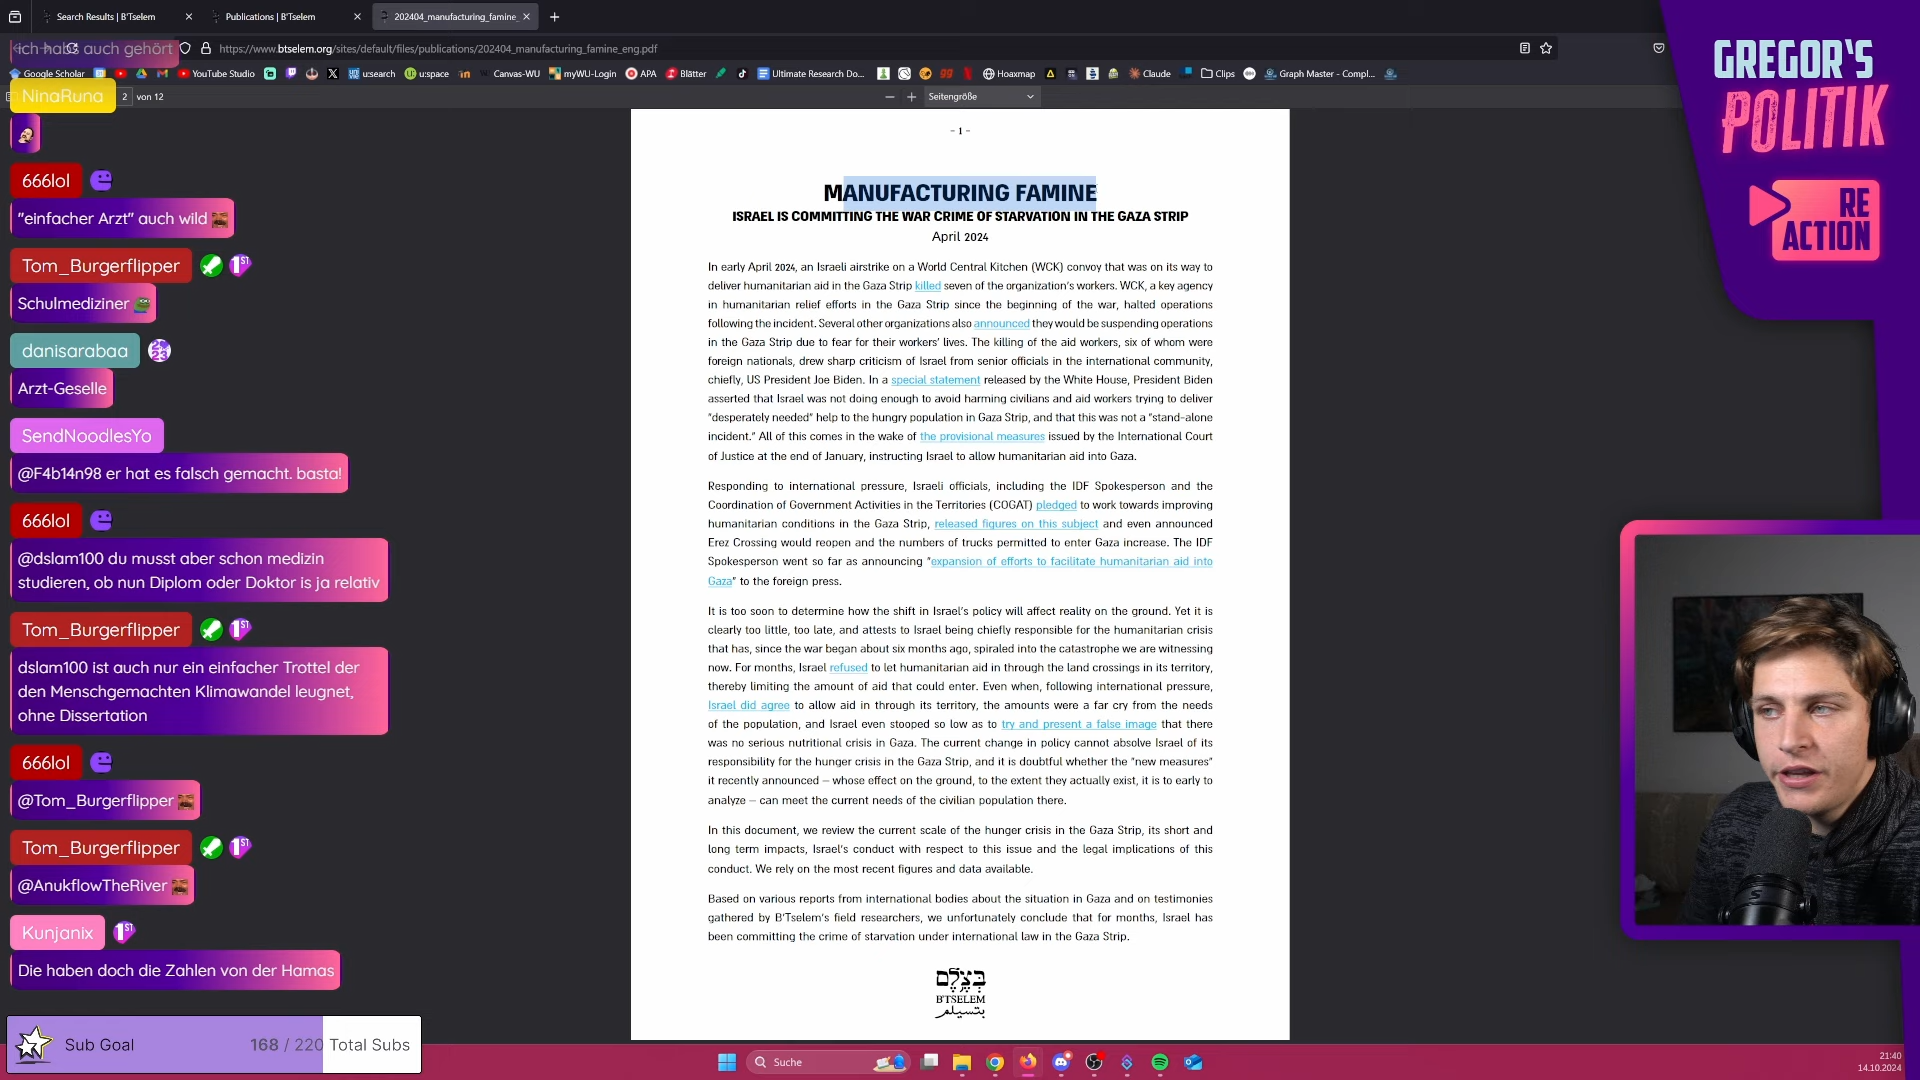 Search Results | B'Tselem
Publications | B'Tselem
202404_manufacturing_famine_
https://www.btselem.org/sites/default/files/publications/202404_manufacturing_famine_eng.pdf
Google Scholar
YouTube Studio
u:search
u:space
Canvas-WU
myWU-Login
APA
Blätter
Ultimate Research Do...
Hoaxmap
Claude
Clips
Graph Master - Compl...
2 von 12
Seitengröße
ich habs auch gehört
NinaRuna
666lol
"einfacher Arzt" auch wild
Tom_Burgerflipper
Schulmediziner
danisarabaa
Arzt-Geselle
SendNoodlesYo
@F4b14n98 er hat es falsch gemacht. basta!
666lol
@dslam100 du musst aber schon medizin
studieren, ob nun Diplom oder Doktor is ja relativ
Tom_Burgerflipper
dslam100 ist auch nur ein einfacher Trottel der
den Menschgemachten Klimawandel leugnet,
ohne Dissertation
666lol
@Tom_Burgerflipper
Tom_Burgerflipper
@AnukflowTheRiver
Kunjanix
Die haben doch die Zahlen von der Hamas
Sub Goal 168 / 220 Total Subs
- 1 -
MANUFACTURING FAMINE
ISRAEL IS COMMITTING THE WAR CRIME OF STARVATION IN THE GAZA STRIP
April 2024
In early April 2024, an Israeli airstrike on a World Central Kitchen (WCK) convoy that was on its way to
deliver humanitarian aid in the Gaza Strip killed seven of the organization's workers. WCK, a key agency
in humanitarian relief efforts in the Gaza Strip since the beginning of the war, halted operations
following the incident. Several other organizations also announced they would be suspending operations
in the Gaza Strip due to fear for their workers' lives. The killing of the aid workers, six of whom were
foreign nationals, drew sharp criticism of Israel from senior officials in the international community,
chiefly, US President Joe Biden. In a special statement released by the White House, President Biden
asserted that Israel was not doing enough to avoid harming civilians and aid workers trying to deliver
"desperately needed" help to the hungry population in Gaza Strip, and that this was not a "stand-alone
incident." All of this comes in the wake of the provisional measures issued by the International Court
of Justice at the end of January, instructing Israel to allow humanitarian aid into Gaza.
Responding to international pressure, Israeli officials, including the IDF Spokesperson and the
Coordination of Government Activities in the Territories (COGAT) pledged to work towards improving
humanitarian conditions in the Gaza Strip, released figures on this subject and even announced
Erez Crossing would reopen and the numbers of trucks permitted to enter Gaza increase. The IDF
Spokesperson went so far as announcing "expansion of efforts to facilitate humanitarian aid into
Gaza" to the foreign press.
It is too soon to determine how the shift in Israel's policy will affect reality on the ground. Yet it is
clearly too little, too late, and attests to Israel being chiefly responsible for the humanitarian crisis
that has, since the war began about six months ago, spiraled into the catastrophe we are witnessing
now. For months, Israel refused to let humanitarian aid in through the land crossings in its territory,
thereby limiting the amount of aid that could enter. Even when, following international pressure,
Israel did agree to allow aid in through its territory, the amounts were a far cry from the needs
of the population, and Israel even stooped so low as to try and present a false image that there
was no serious nutritional crisis in Gaza. The current change in policy cannot absolve Israel of its
responsibility for the hunger crisis in the Gaza Strip, and it is doubtful whether the "new measures"
it recently announced – whose effect on the ground, to the extent they actually exist, it is to early to
analyze – can meet the current needs of the civilian population there.
In this document, we review the current scale of the hunger crisis in the Gaza Strip, its short and
long term impacts, Israel's conduct with respect to this issue and the legal implications of this
conduct. We rely on the most recent figures and data available.
Based on various reports from international bodies about the situation in Gaza and on testimonies
gathered by B'Tselem's field researchers, we unfortunately conclude that for months, Israel has
been committing the crime of starvation under international law in the Gaza Strip.
בְּצֶלֶם
B'TSELEM
بتسيلم
GREGOR'S
POLITIK
RE
ACTION
Suche
21:40
14.10.2024